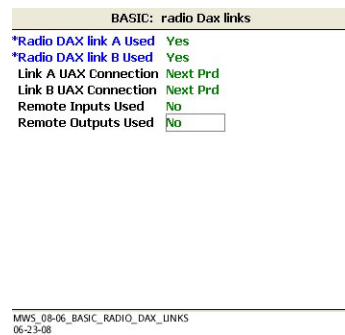 BASIC: radio Dax links
*Radio DAX link A Used Yes
*Radio DAX link B Used Yes
Link A UAX Connection Next Prd
Link B UAX Connection Next Prd
Remote Inputs Used No
Remote Outputs Used No
MWS_08-06_BASIC_RADIO_DAX_LINKS
06-23-08